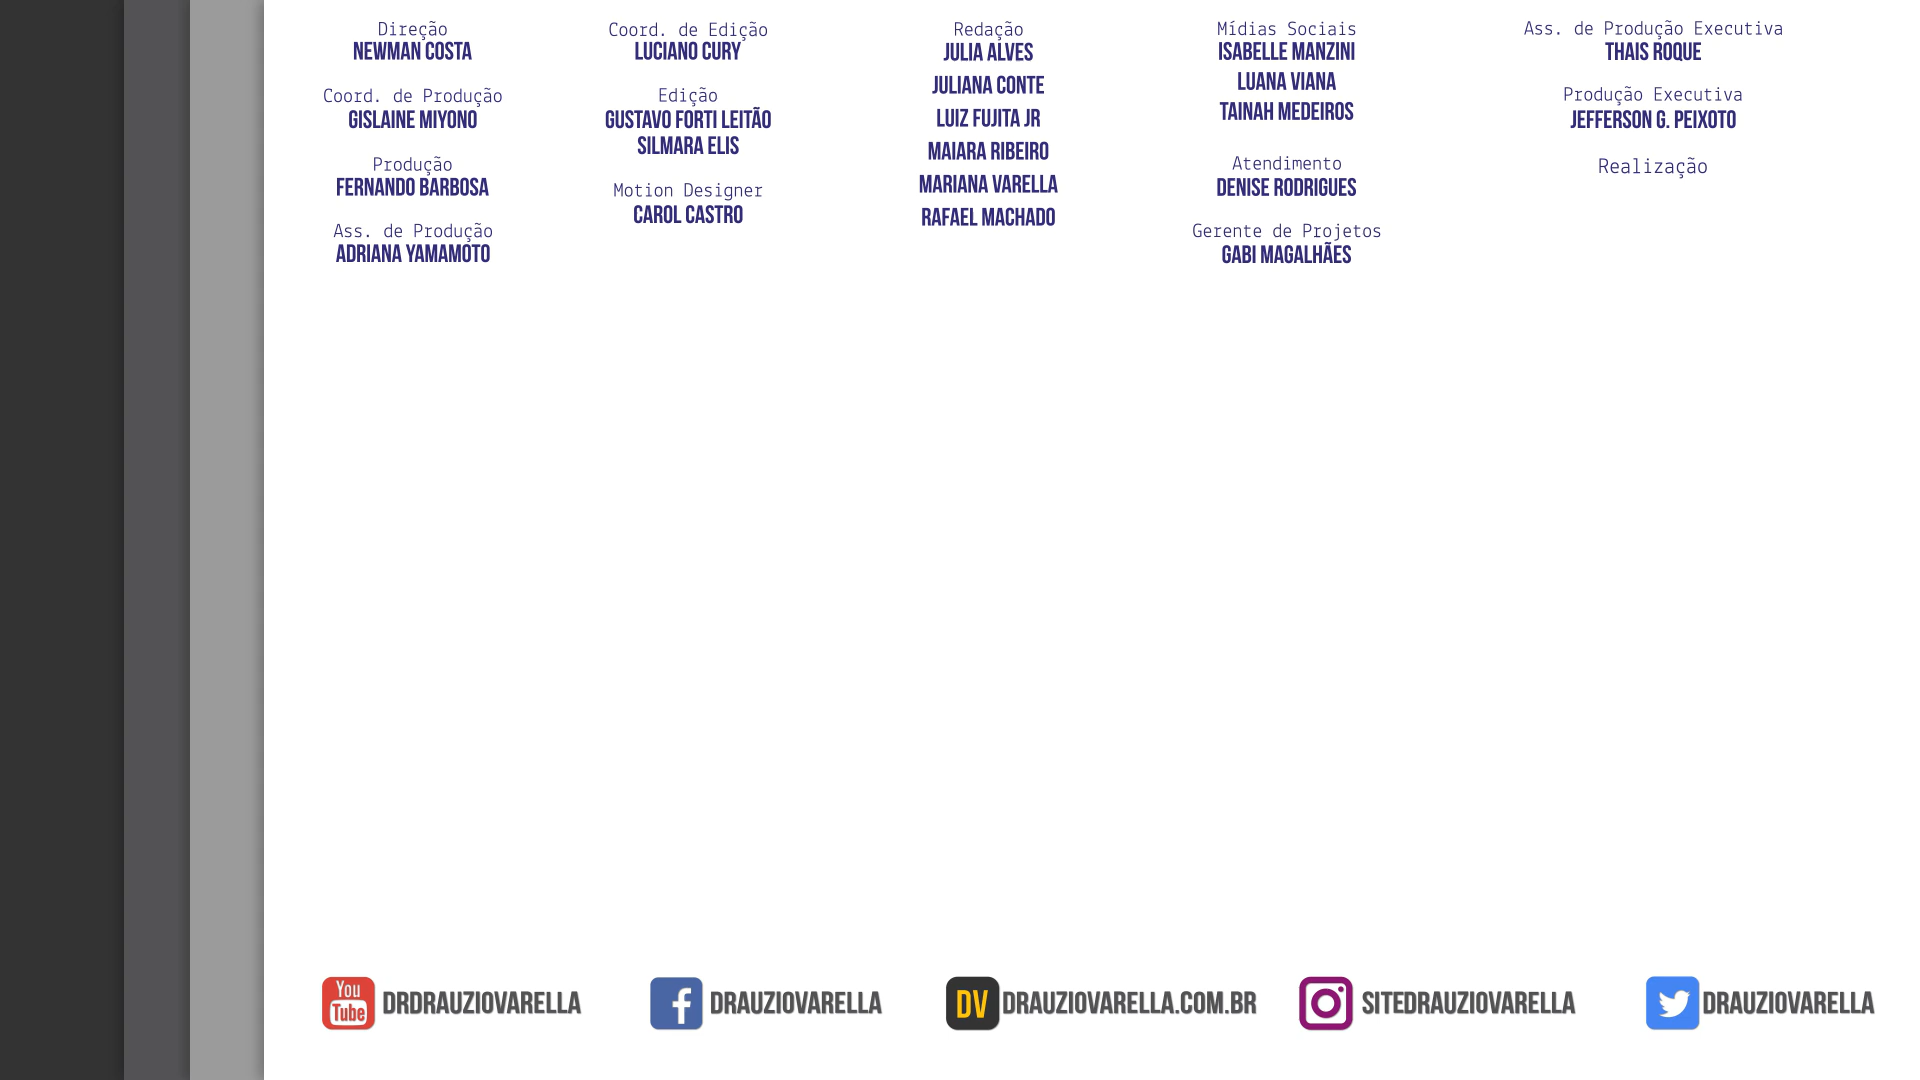 Direção
NEWMAN COSTA
Coord. de Produção
GISLAINE MIYONO
Produção
FERNANDO BARBOSA
Ass. de Produção
ADRIANA YAMAMOTO
Coord. de Edição
LUCIANO CURY
Edição
GUSTAVO FORTI LEITÃO
SILMARA ELIS
Motion Designer
CAROL CASTRO
Redação
JULIA ALVES
JULIANA CONTE
LUIZ FUJITA JR
MAIARA RIBEIRO
MARIANA VARELLA
RAFAEL MACHADO
Mídias Sociais
ISABELLE MANZINI
LUANA VIANA
TAINAH MEDEIROS
Atendimento
DENISE RODRIGUES
Gerente de Projetos
GABI MAGALHÃES
Ass. de Produção Executiva
THAIS ROQUE
Produção Executiva
JEFFERSON G. PEIXOTO
Realização
You Tube DRDRAUZIOVARELLA
f DRAUZIOVARELLA
DV DRAUZIOVARELLA.COM.BR
SITEDRAUZIOVARELLA
DRAUZIOVARELLA